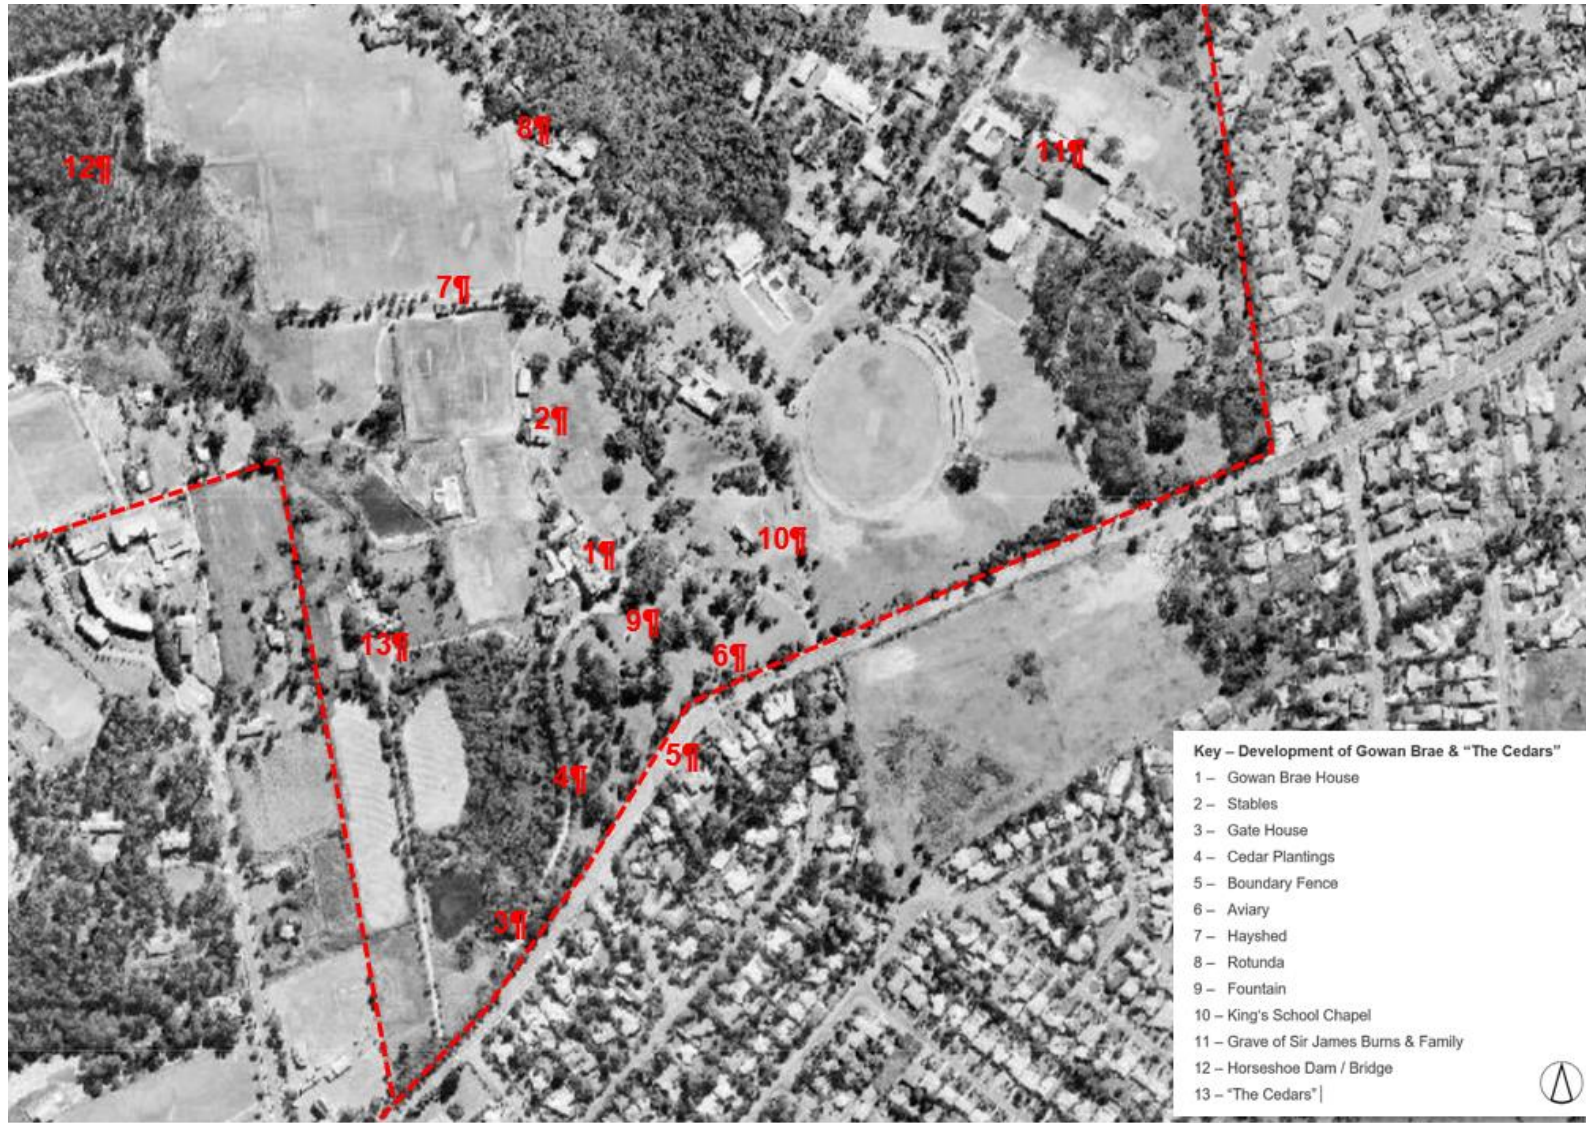 8¶
11¶
12¶
7¶
2¶
10¶
1¶
9¶
13¶
6¶
5¶
4¶
3¶
Key – Development of Gowan Brae & “The Cedars”
1 – Gowan Brae House
2 – Stables
3 – Gate House
4 – Cedar Plantings
5 – Boundary Fence
6 – Aviary
7 – Hayshed
8 – Rotunda
9 – Fountain
10 – King's School Chapel
11 – Grave of Sir James Burns & Family
12 – Horseshoe Dam / Bridge
13 – “The Cedars”